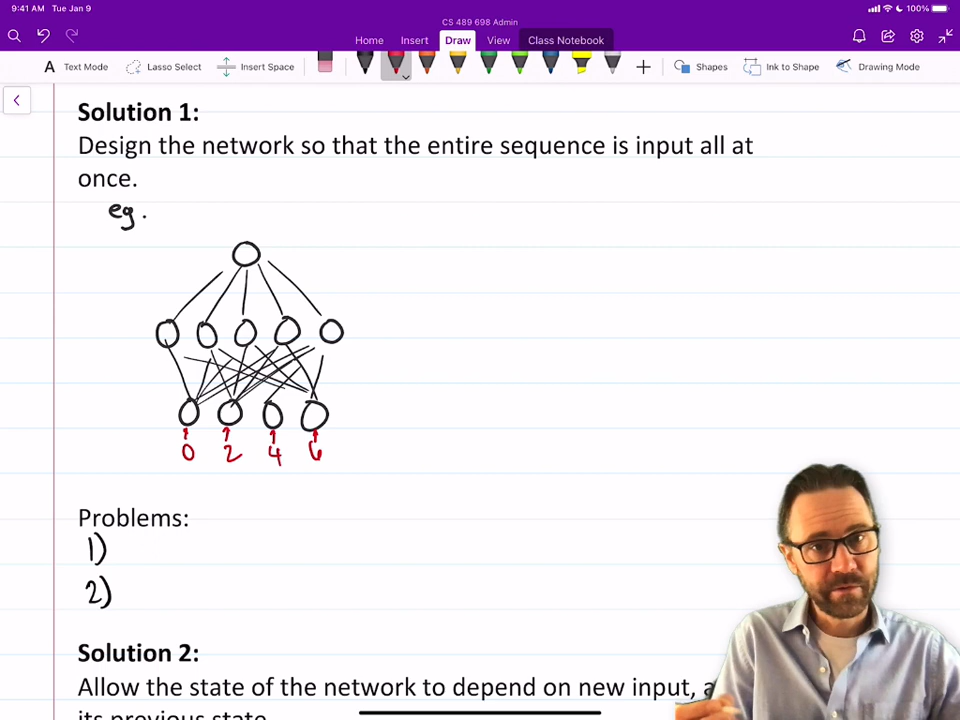 9:41 AM Tue Jan 9
100%
CS 489 698 Admin
Home Insert Draw View Class Notebook
A Text Mode Lasso Select Insert Space Shapes Ink to Shape Drawing Mode
Solution 1:
Design the network so that the entire sequence is input all at
once.
eg.
0 2 4 6
Problems:
1)
2)
Solution 2:
Allow the state of the network to depend on new input,
its previous state